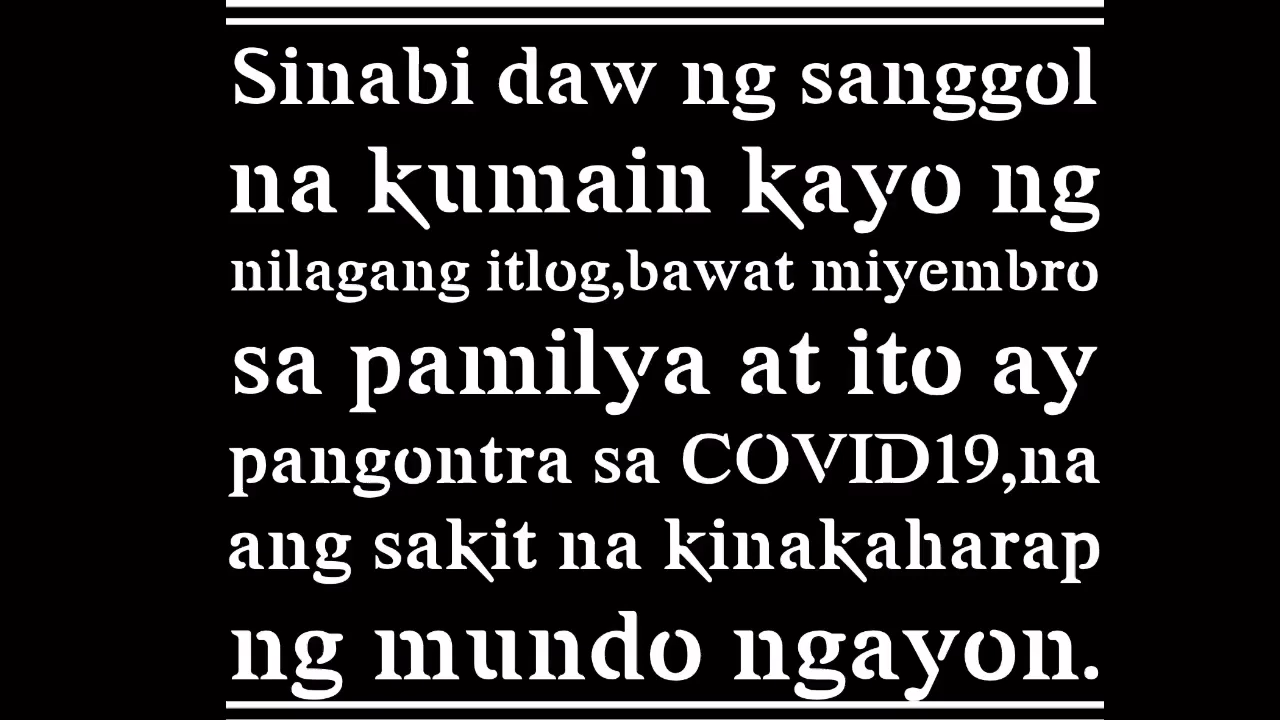 Sinabi daw ng sanggol
na kumain kayo ng
nilagang itlog,bawat miyembro
sa pamilya at ito ay
pangontra sa COVID19,na
ang sakit na kinakaharap
ng mundo ngayon.